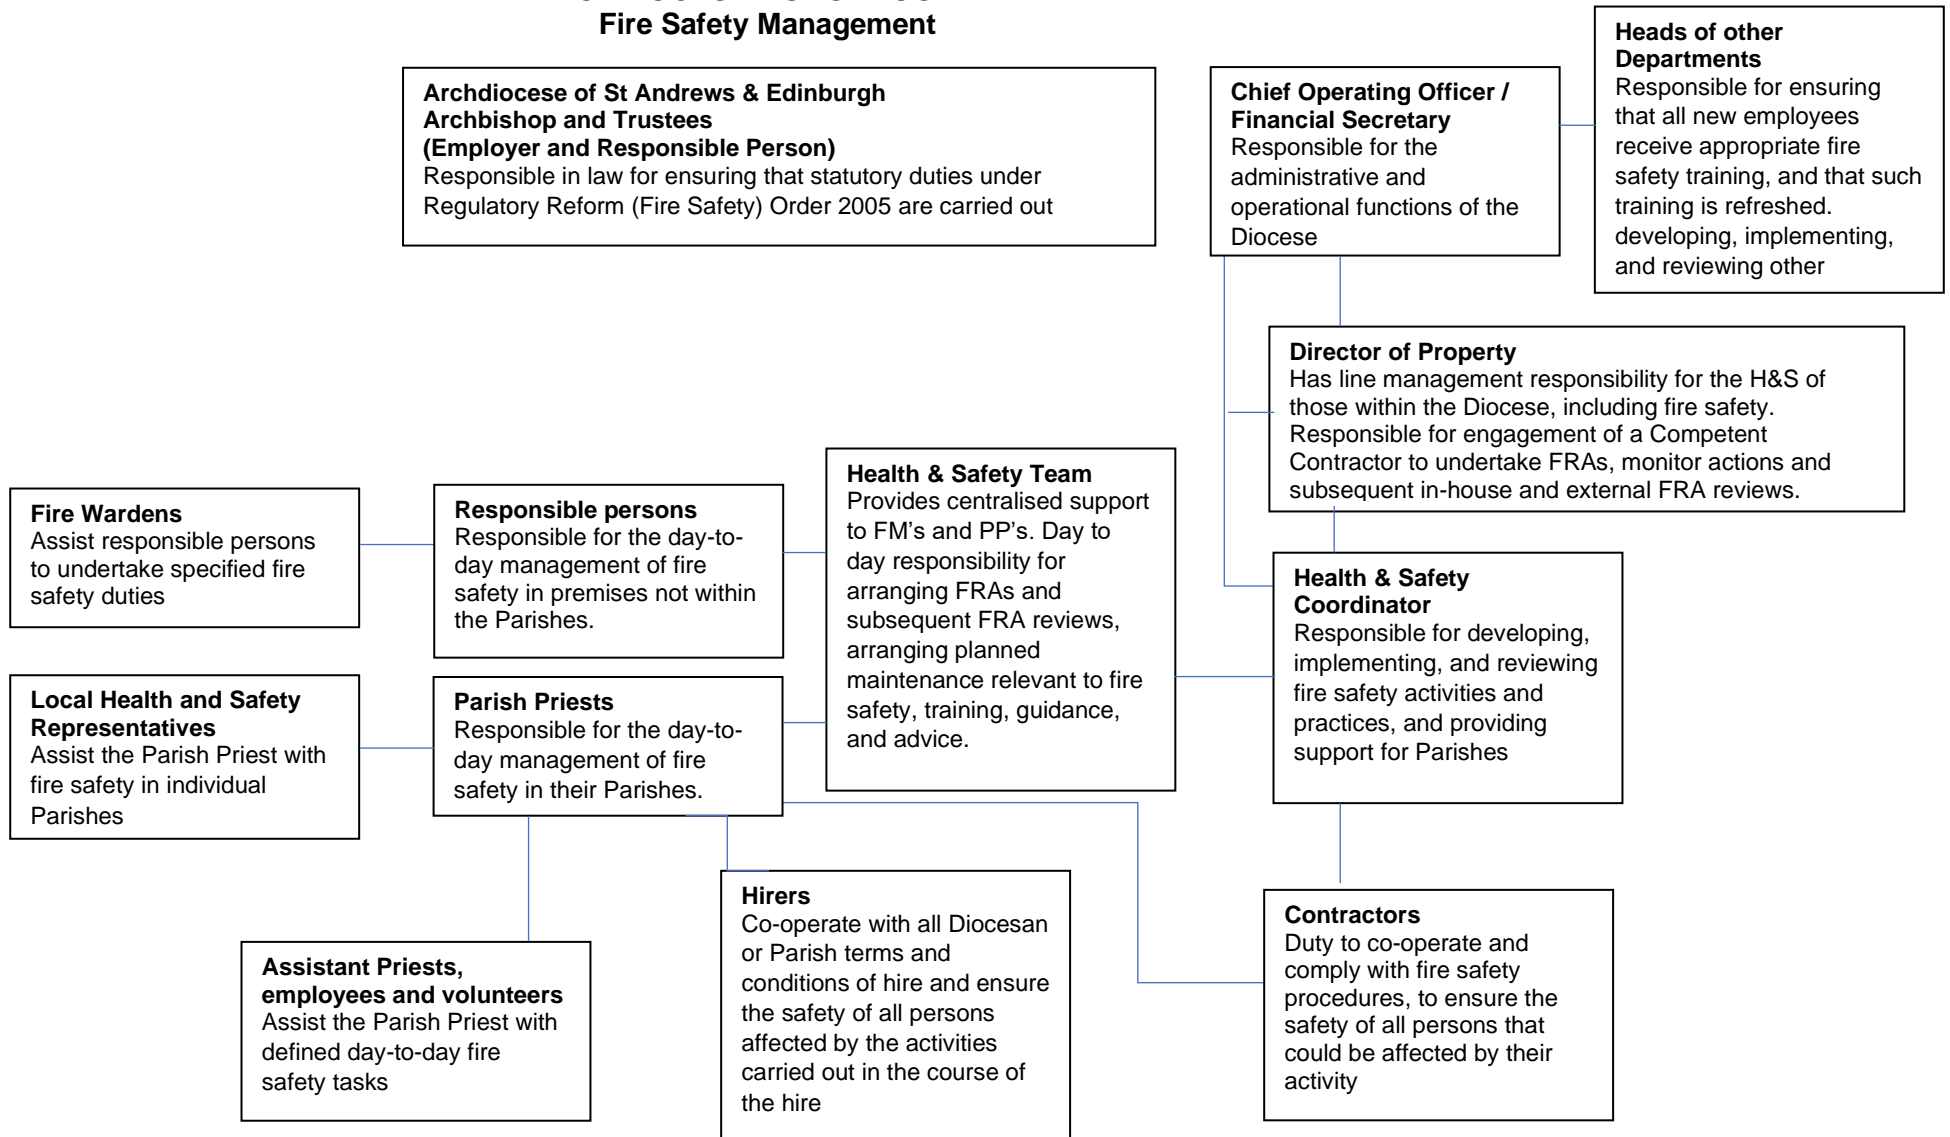 Fire Safety Management
Archdiocese of St Andrews & Edinburgh
Archbishop and Trustees
(Employer and Responsible Person)
Responsible in law for ensuring that statutory duties under
Regulatory Reform (Fire Safety) Order 2005 are carried out
Chief Operating Officer /
Financial Secretary
Responsible for the
administrative and
operational functions of the
Diocese
Heads of other
Departments
Responsible for ensuring
that all new employees
receive appropriate fire
safety training, and that such
training is refreshed.
developing, implementing,
and reviewing other
Director of Property
Has line management responsibility for the H&S of
those within the Diocese, including fire safety.
Responsible for engagement of a Competent
Contractor to undertake FRAs, monitor actions and
subsequent in-house and external FRA reviews.
Fire Wardens
Assist responsible persons
to undertake specified fire
safety duties
Responsible persons
Responsible for the day-to-
day management of fire
safety in premises not within
the Parishes.
Health & Safety Team
Provides centralised support
to FM's and PP's. Day to
day responsibility for
arranging FRAs and
subsequent FRA reviews,
arranging planned
maintenance relevant to fire
safety, training, guidance,
and advice.
Health & Safety
Coordinator
Responsible for developing,
implementing, and reviewing
fire safety activities and
practices, and providing
support for Parishes
Local Health and Safety
Representatives
Assist the Parish Priest with
fire safety in individual
Parishes
Parish Priests
Responsible for the day-to-
day management of fire
safety in their Parishes.
Assistant Priests,
employees and volunteers
Assist the Parish Priest with
defined day-to-day fire
safety tasks
Hirers
Co-operate with all Diocesan
or Parish terms and
conditions of hire and ensure
the safety of all persons
affected by the activities
carried out in the course of
the hire
Contractors
Duty to co-operate and
comply with fire safety
procedures, to ensure the
safety of all persons that
could be affected by their
activity